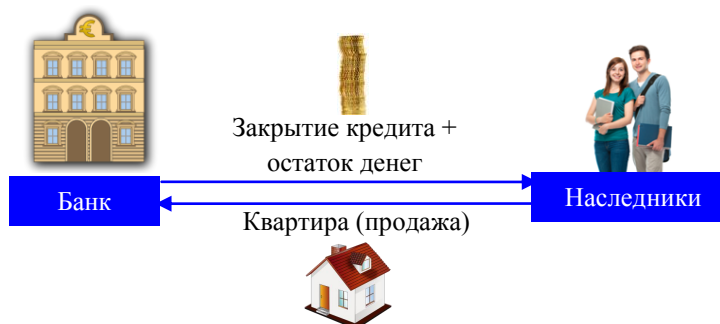 Закрытие кредита +
остаток денег
Банк
Наследники
Квартира (продажа)